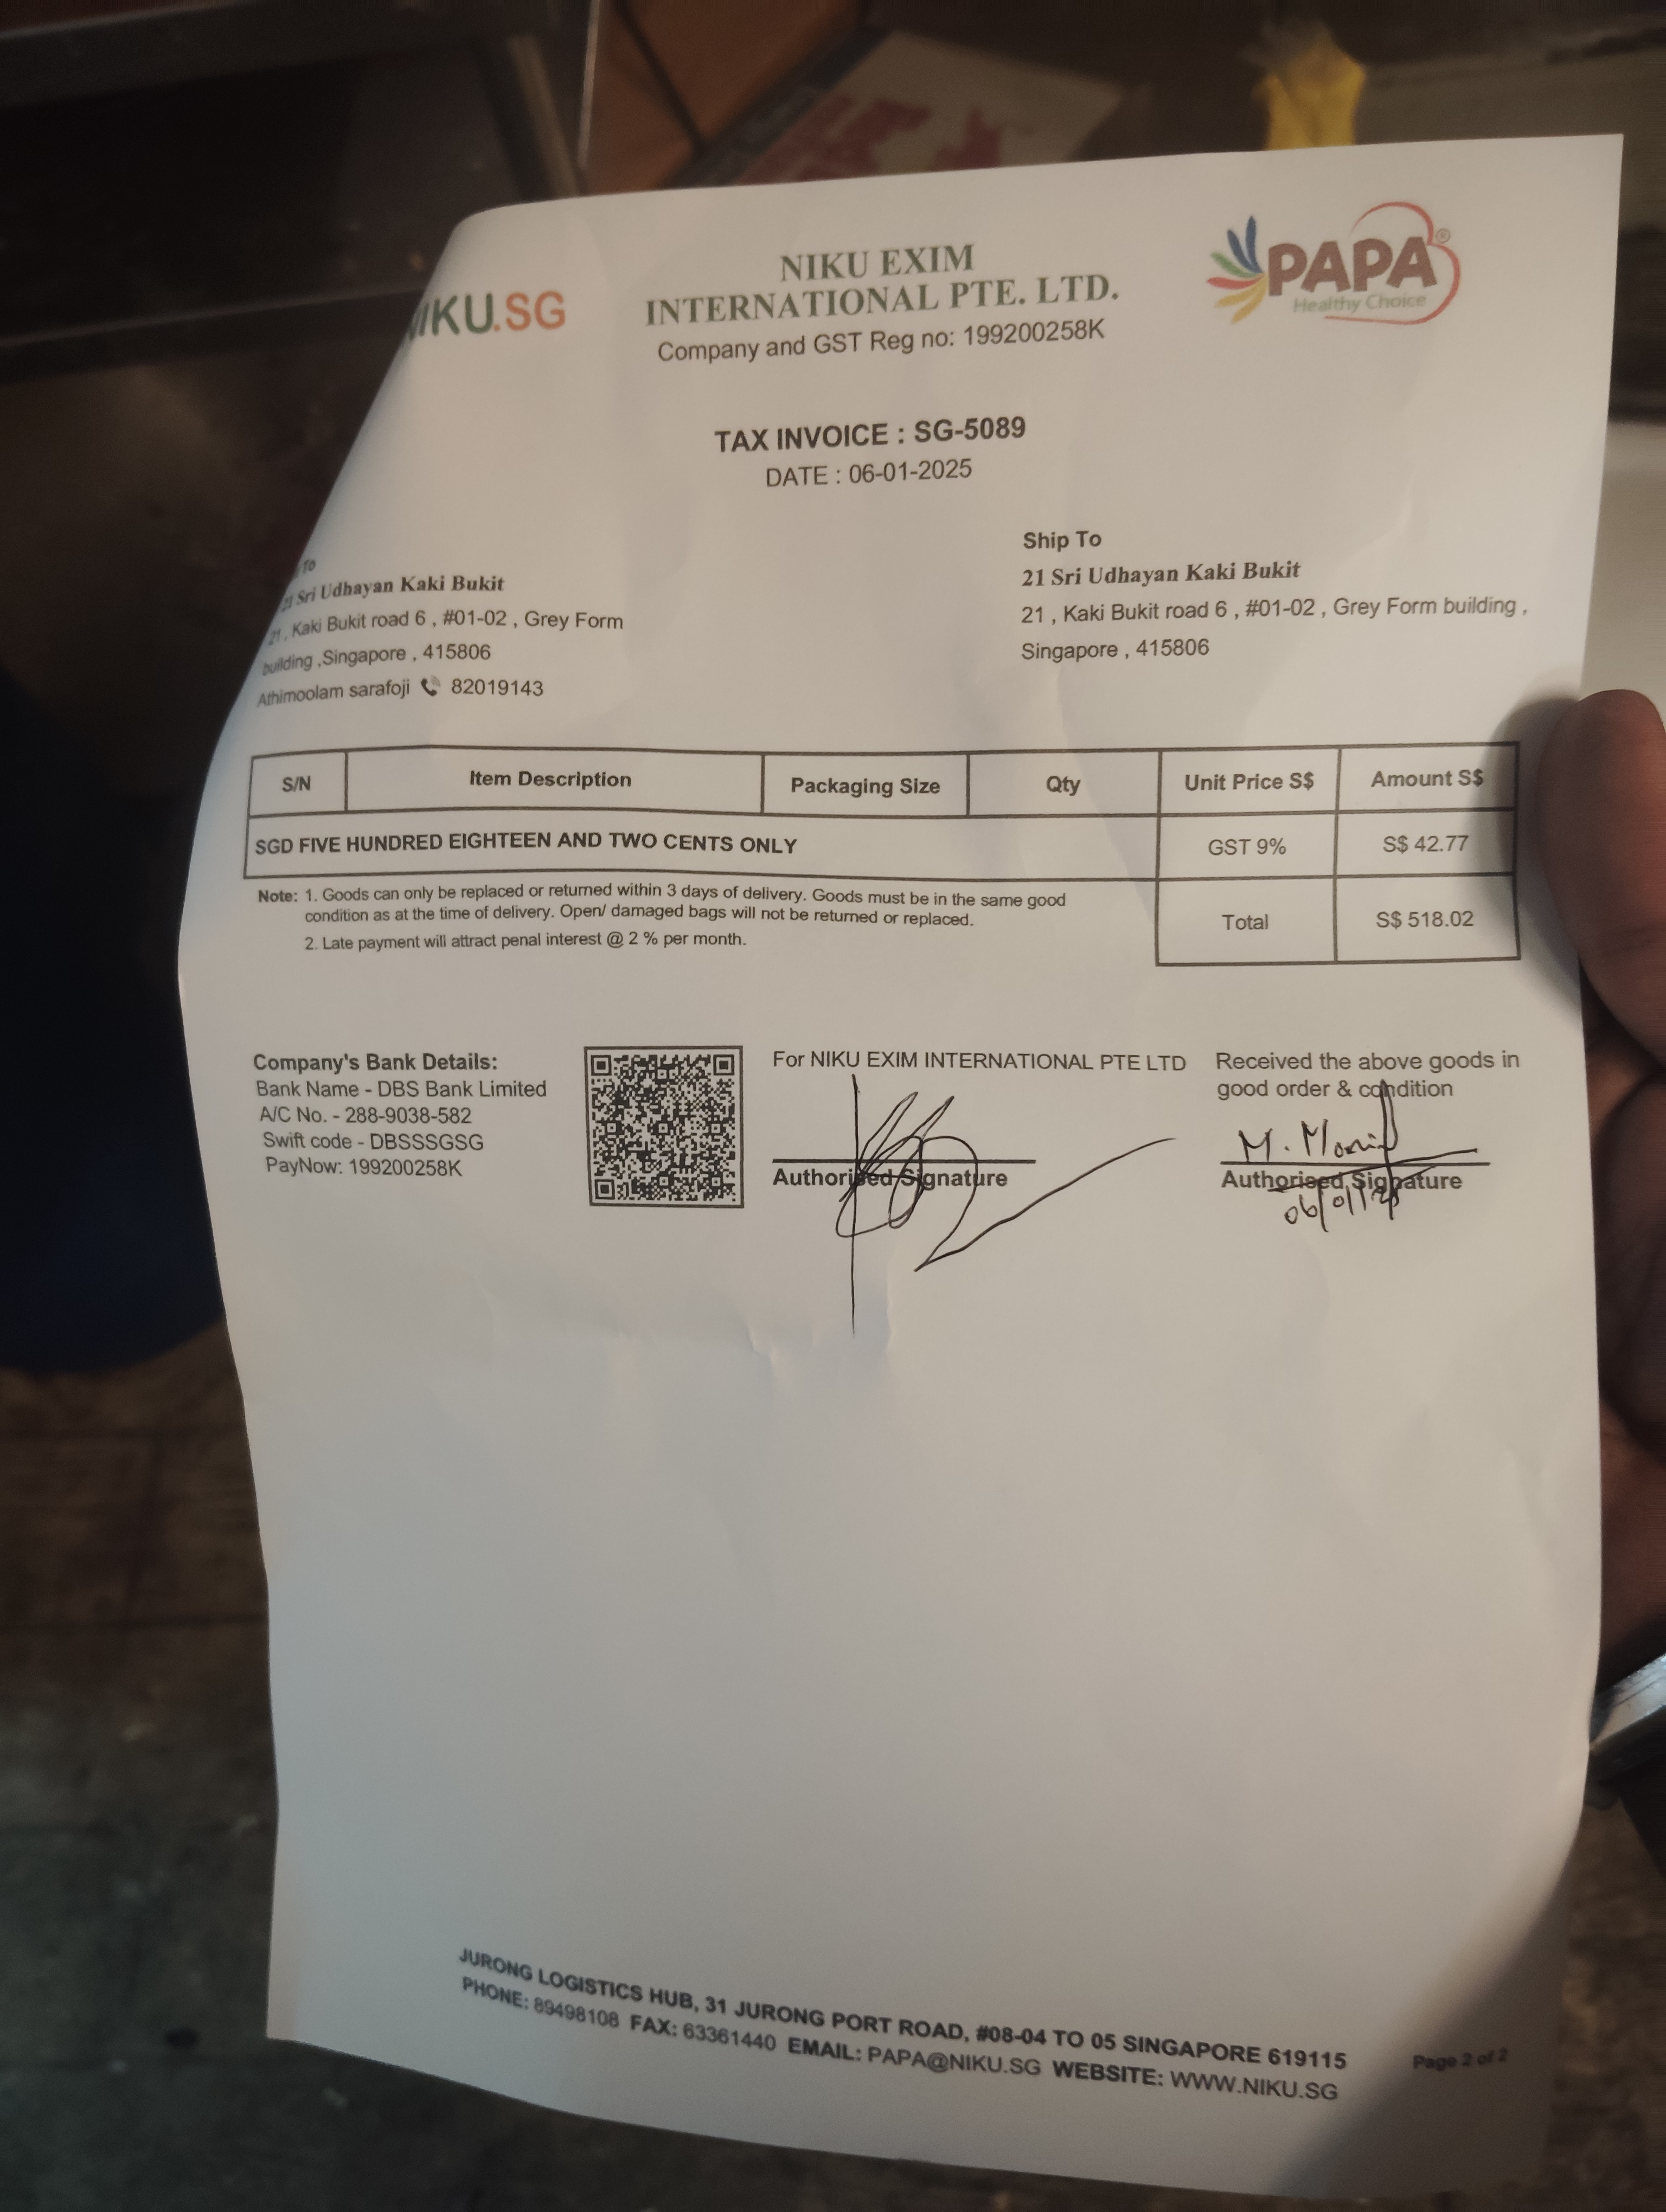 NIKU.SG
NIKU EXIM
INTERNATIONAL PTE. LTD.
Company and GST Reg no: 199200258K
PAPA®
Healthy Choice
TAX INVOICE : SG-5089
DATE : 06-01-2025
To
21 Sri Udhayan Kaki Bukit
21, Kaki Bukit road 6 , #01-02 , Grey Form
building ,Singapore , 415806
Athimoolam sarafoji 82019143
Ship To
21 Sri Udhayan Kaki Bukit
21 , Kaki Bukit road 6 , #01-02 , Grey Form building ,
Singapore , 415806
S/N Item Description Packaging Size Qty Unit Price S$ Amount S$
SGD FIVE HUNDRED EIGHTEEN AND TWO CENTS ONLY GST 9% S$ 42.77
Total S$ 518.02
Note: 1. Goods can only be replaced or returned within 3 days of delivery. Goods must be in the same good
condition as at the time of delivery. Open/ damaged bags will not be returned or replaced.
2. Late payment will attract penal interest @ 2 % per month.
Company's Bank Details:
Bank Name - DBS Bank Limited
A/C No. - 288-9038-582
Swift code - DBSSSGSG
PayNow: 199200258K
For NIKU EXIM INTERNATIONAL PTE LTD
Authorised Signature
Received the above goods in
good order & condition
M.
Authorised Signature
JURONG LOGISTICS HUB, 31 JURONG PORT ROAD, #08-04 TO 05 SINGAPORE 619115
PHONE: 89498108 FAX: 63361440 EMAIL: PAPA@NIKU.SG WEBSITE: WWW.NIKU.SG
Page 2 of 2